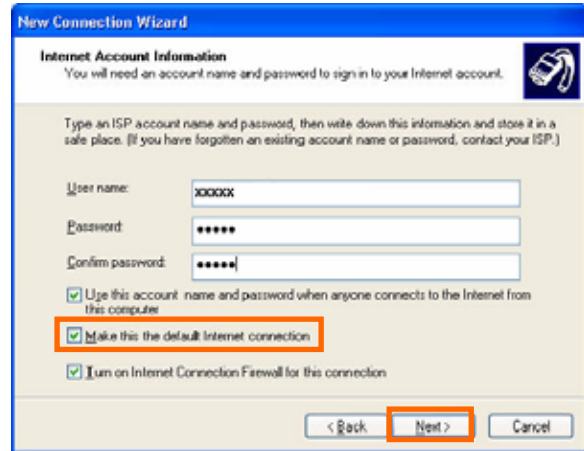 New Connection Wizard
Internet Account Information
You will need an account name and password to sign in to your Internet account.
Type an ISP account name and password, then write down this information and store it in a
safe place. (If you have forgotten an existing account name or password, contact your ISP.)
User name:
xxxxx
Password:
•••••
Confirm password:
•••••
Use this account name and password when anyone connects to the Internet from
this computer
Make this the default Internet connection
Turn on Internet Connection Firewall for this connection
< Back
Next >
Cancel